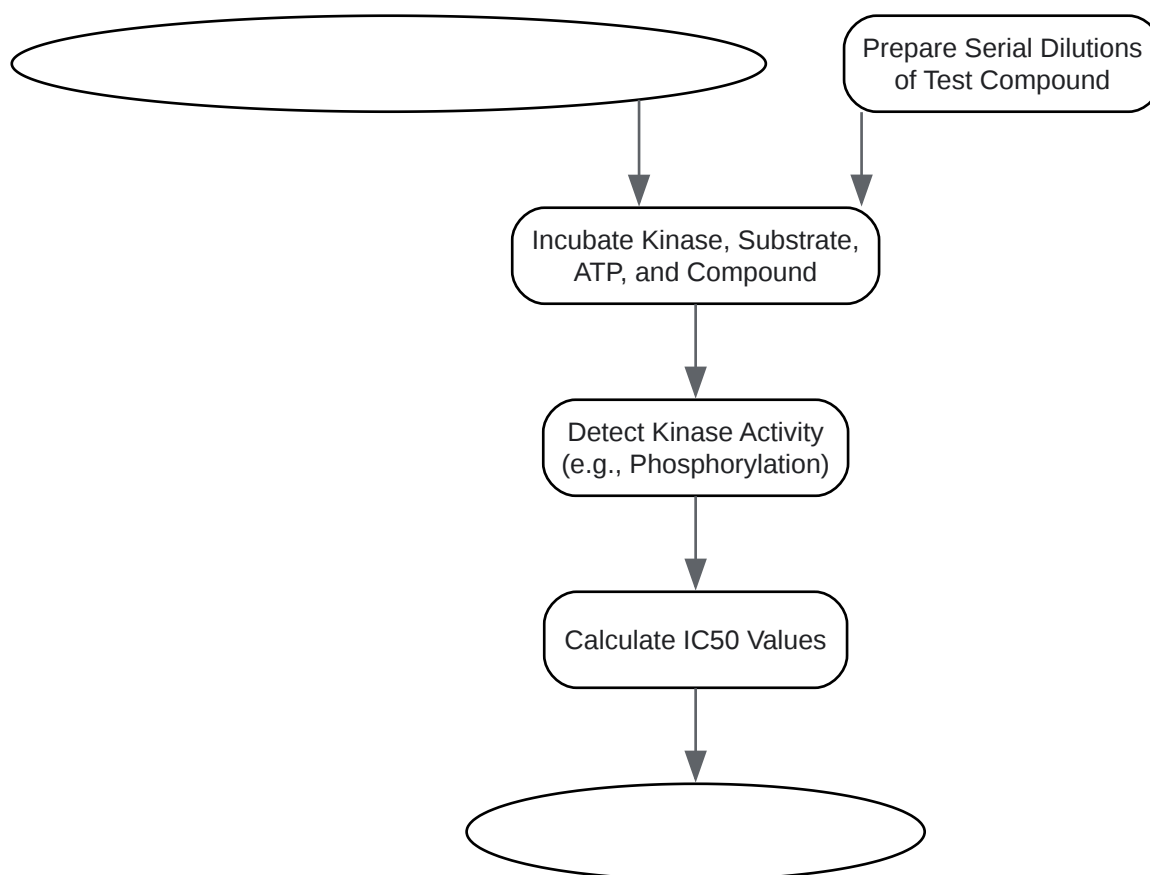 Prepare Serial Dilutions
of Test Compound
Incubate Kinase, Substrate,
ATP, and Compound
Detect Kinase Activity
(e.g., Phosphorylation)
Calculate IC50 Values